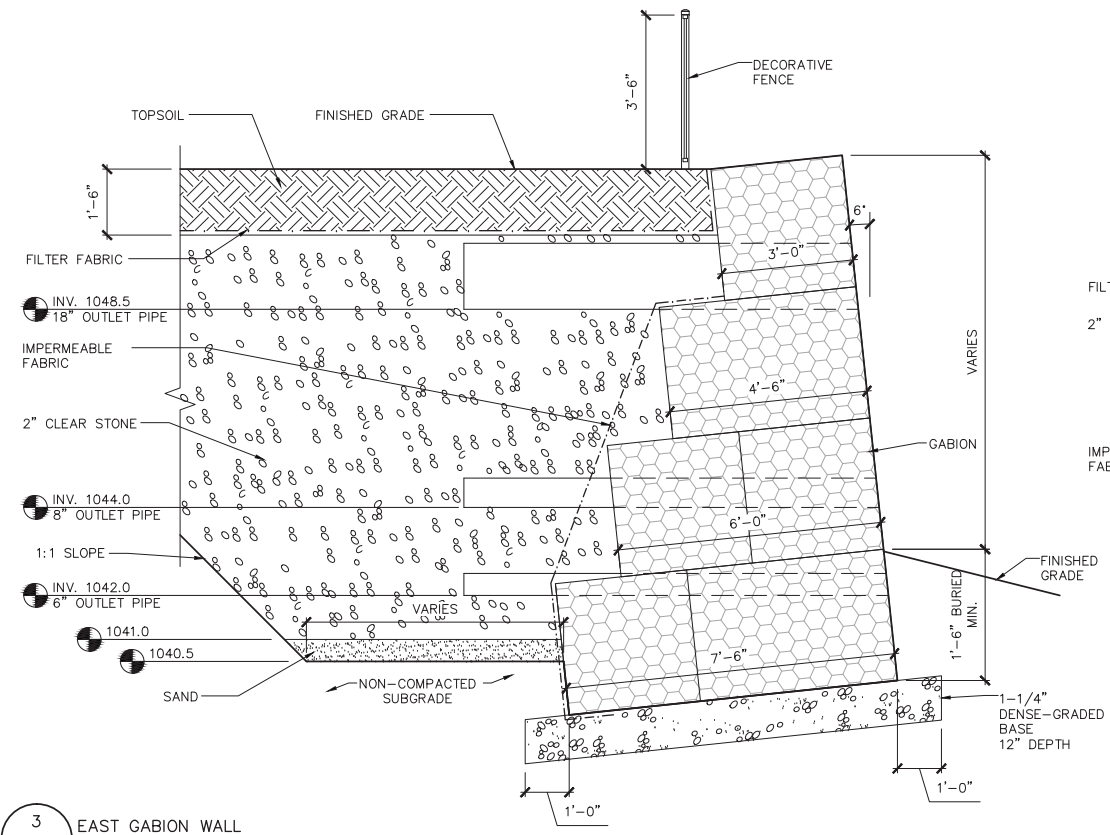 DECORATIVE
FENCE
3'-6"
TOPSOIL
FINISHED GRADE
1'-6"
6°
3'-0"
FILTER FABRIC
INV. 1048.5
18" OUTLET PIPE
IMPERMEABLE
FABRIC
VARIES
4'-6"
2" CLEAR STONE
GABION
INV. 1044.0
8" OUTLET PIPE
6'-0"
1:1 SLOPE
FINISHED
GRADE
INV. 1042.0
6" OUTLET PIPE
VARIES
1'-6" BURIED
MIN.
1041.0
1040.5
7'-6"
SAND
NON-COMPACTED
SUBGRADE
1-1/4"
DENSE-GRADED
BASE
12" DEPTH
1'-0"
1'-0"
3
EAST GABION WALL
FILT
2"
IMP
FAB